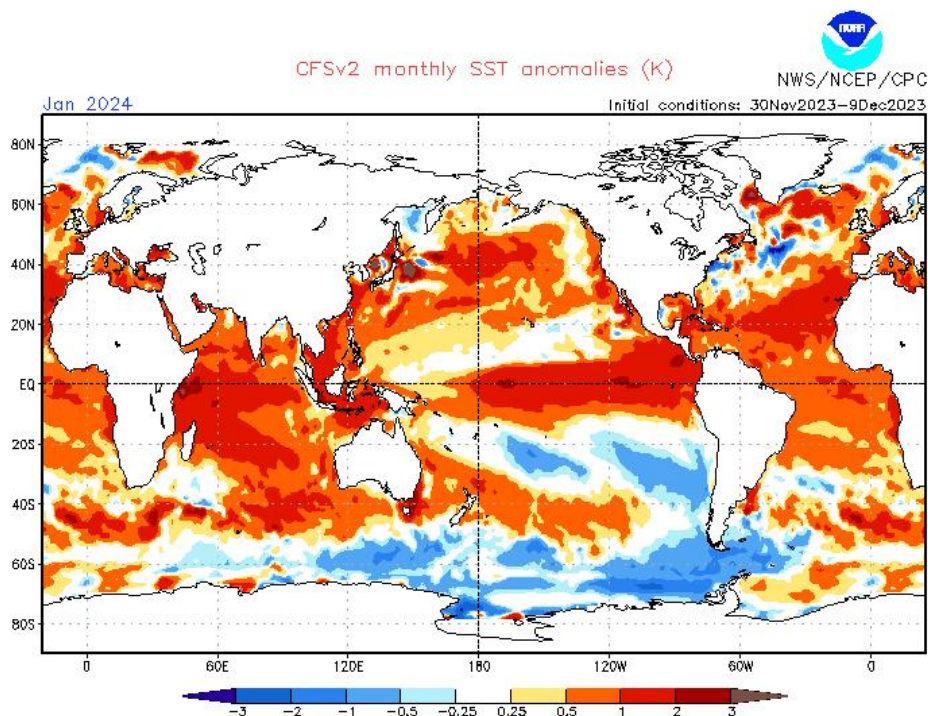 NOAA
CFSv2 monthly SST anomalies (K)
NWS/NCEP/CPC
Jan 2024
Initial conditions: 30Nov2023-9Dec2023
80N
60N
40N
20N
EQ
20S
40S
60S
80S
0 60E 120E 180 120W 60W 0
-3 -2 -1 -0.5 -0.25 0.25 0.5 1 2 3